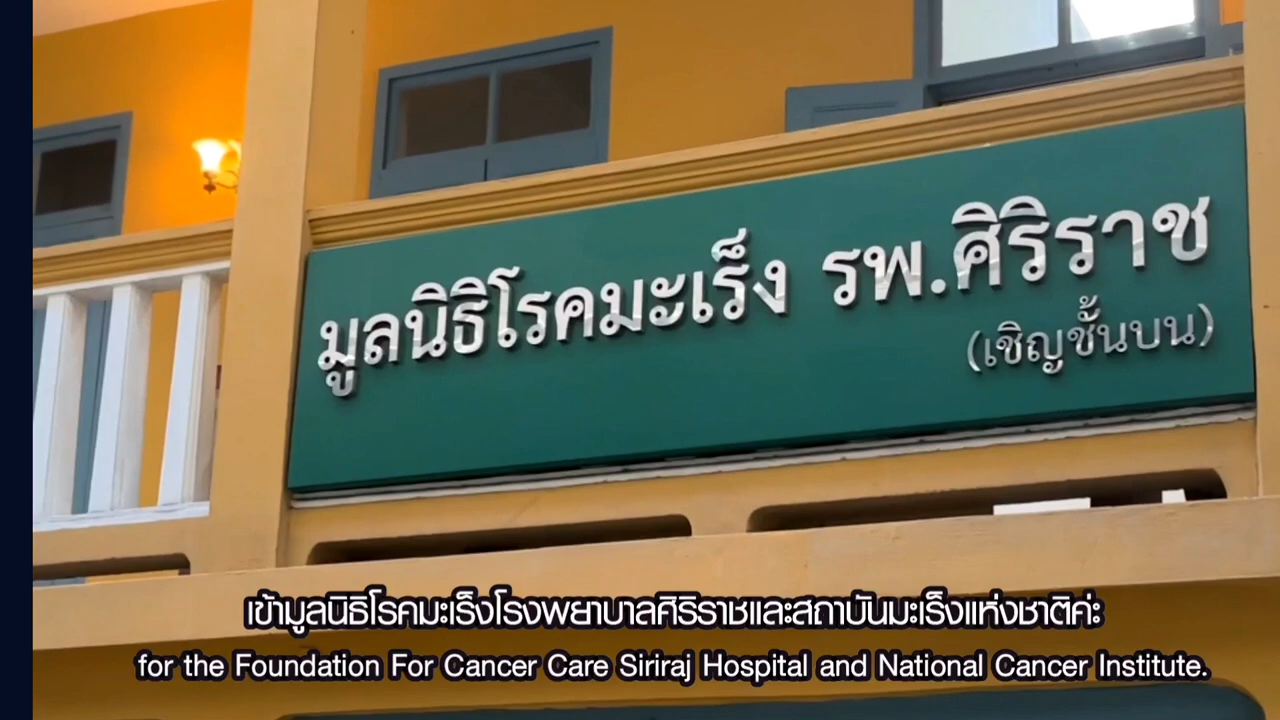 มูลนิธิโรคมะเร็ง รพ.ศิริราช
(เชิญชั้นบน)
เข้ามูลนิธิโรคมะเร็งโรงพยาบาลศิริราชและสถาบันมะเร็งแห่งชาติค่ะ
for the Foundation For Cancer Care Siriraj Hospital and National Cancer Institute.